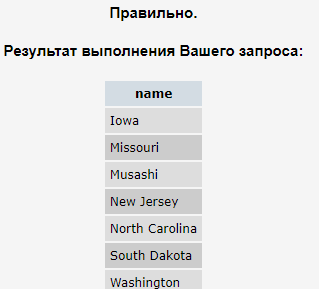 Правильно.
Результат выполнения Вашего запроса:
name
Iowa
Missouri
Musashi
New Jersey
North Carolina
South Dakota
Washington